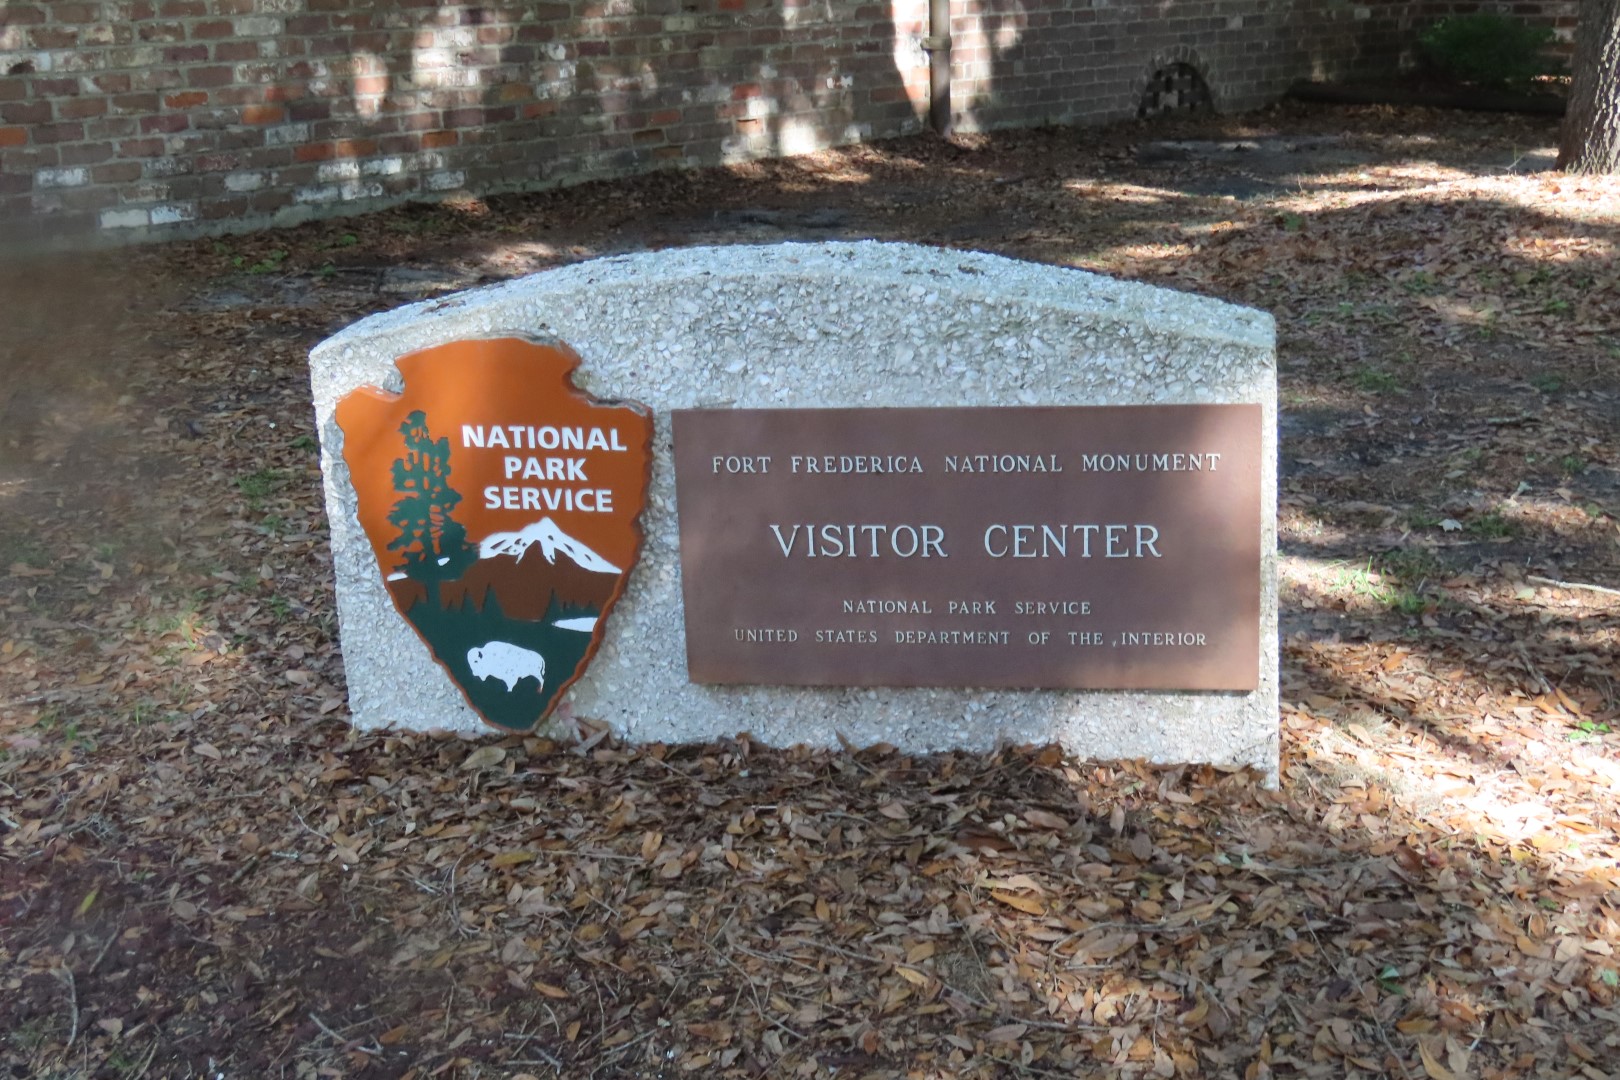 NATIONAL
PARK
SERVICE
FORT FREDERICA NATIONAL MONUMENT
VISITOR CENTER
NATIONAL PARK SERVICE
UNITED STATES DEPARTMENT OF THE INTERIOR